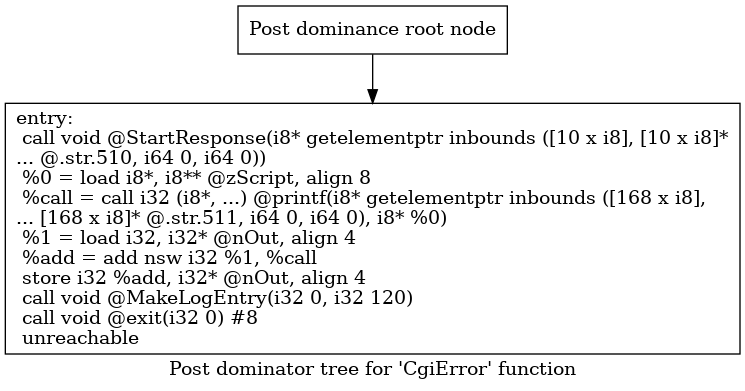 Post dominance root node
entry:
call void @StartResponse(i8* getelementptr inbounds ([10 x i8], [10 x i8]*
... @.str.510, i64 0, i64 0))
%0 = load i8*, i8** @zScript, align 8
%call = call i32 (i8*, ...) @printf(i8* getelementptr inbounds ([168 x i8],
... [168 x i8]* @.str.511, i64 0, i64 0), i8* %0)
%1 = load i32, i32* @nOut, align 4
%add = add nsw i32 %1, %call
store i32 %add, i32* @nOut, align 4
call void @MakeLogEntry(i32 0, i32 120)
call void @exit(i32 0) #8
unreachable
Post dominator tree for 'CgiError' function